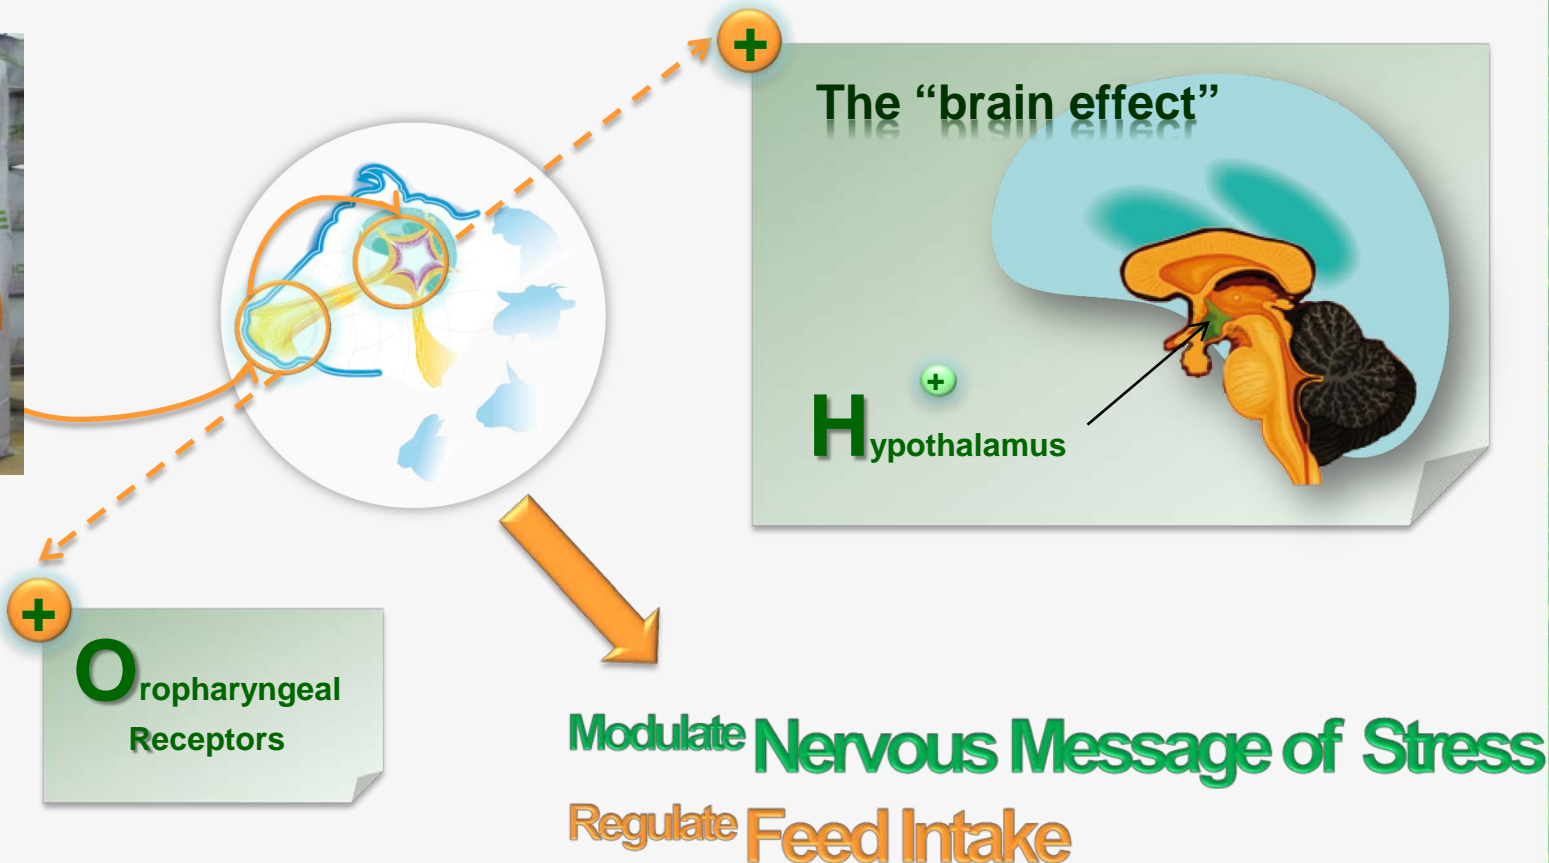 The “brain effect”
Hypothalamus
Oropharyngeal
Receptors
Modulate Nervous Message of Stress
Regulate Feed Intake